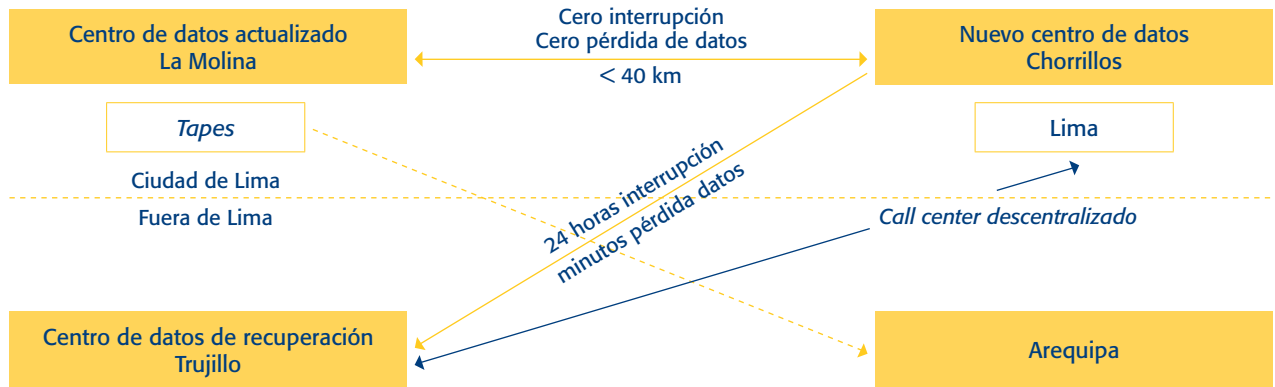 Centro de datos actualizado
La Molina
Cero interrupción
Cero pérdida de datos
< 40 km
Nuevo centro de datos
Chorrillos
Tapes
Lima
Ciudad de Lima
Fuera de Lima
24 horas interrupción
minutos pérdida datos
Call center descentralizado
Centro de datos de recuperación
Trujillo
Arequipa